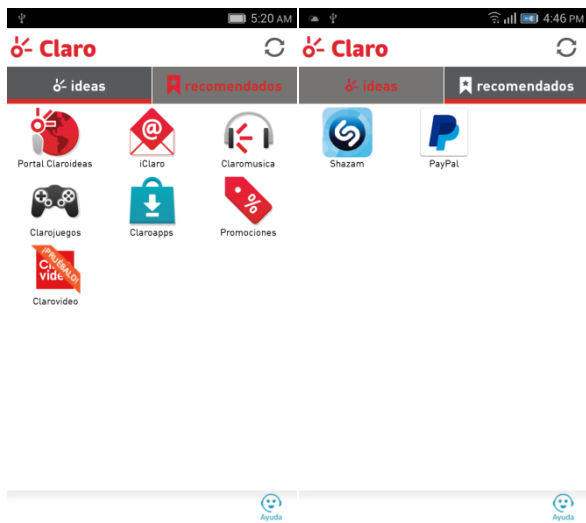 5:20 AM
Claro
ideas
recomendados
@
Portal Claroideas
iClaro
Claromusica
%
Clarojuegos
Claroapps
Promociones
¡PRUÉBALO!
Clarovideo
Ayuda
4:46 PM
Claro
ideas
recomendados
Shazam
PayPal
Ayuda